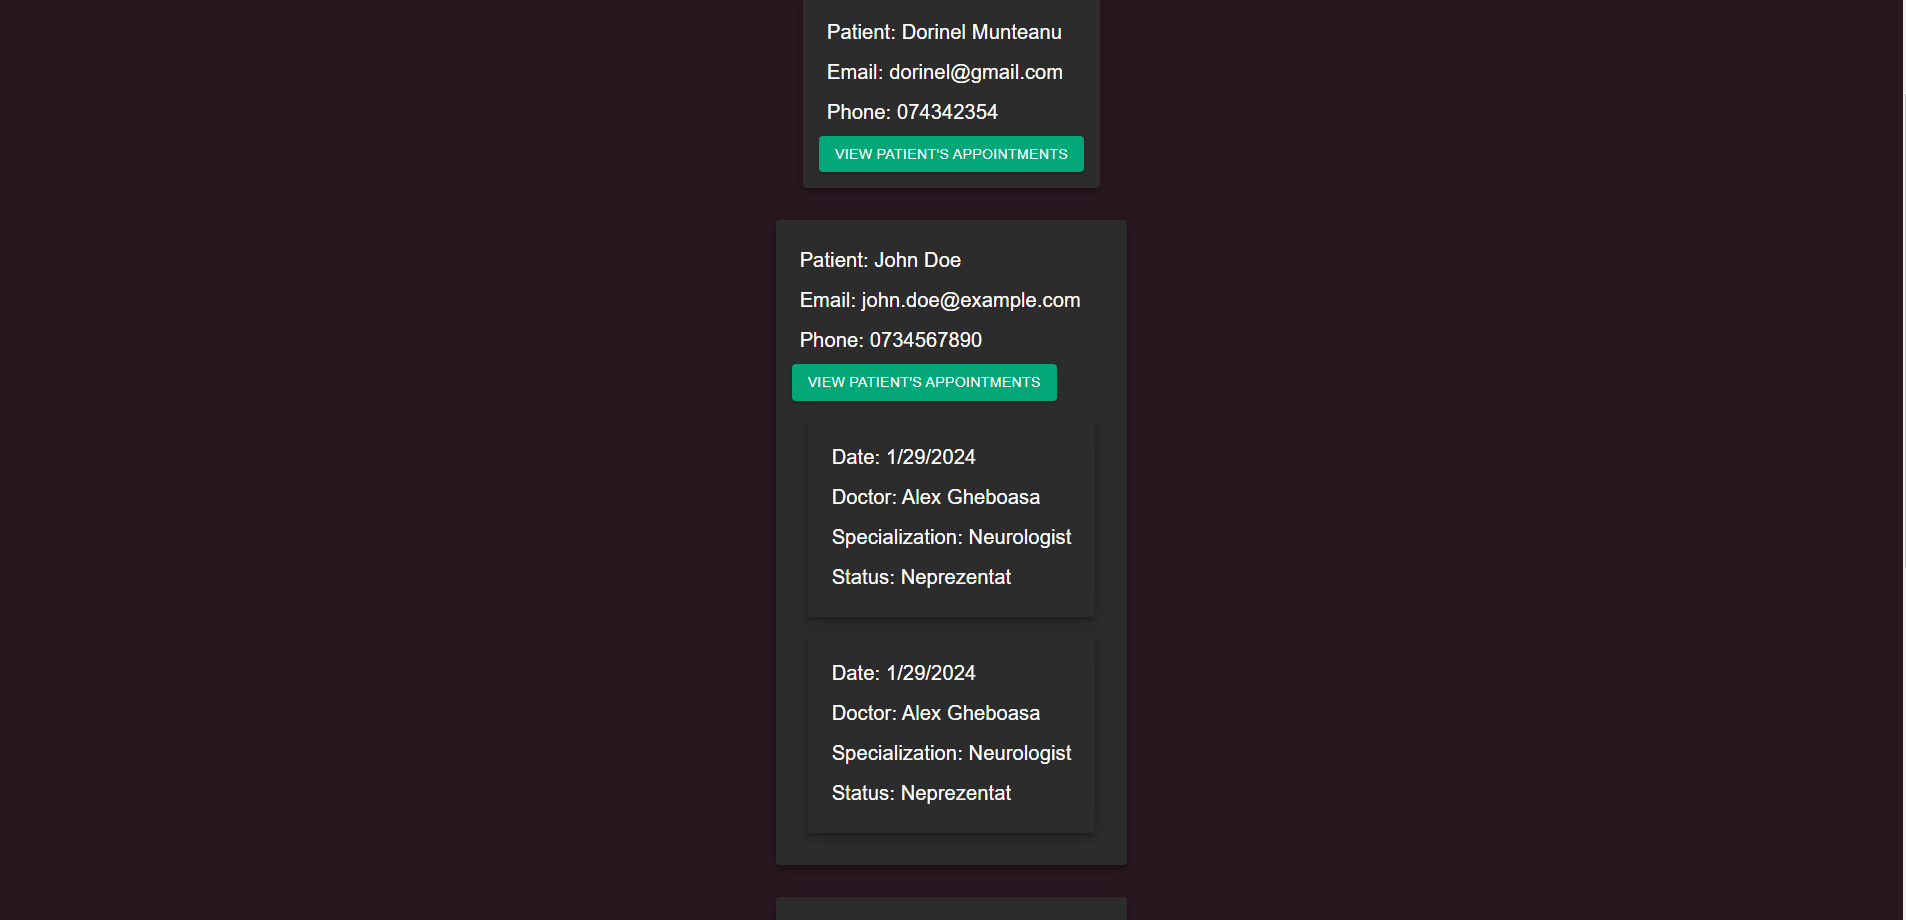 Patient: Dorinel Munteanu
Email: dorinel@gmail.com
Phone: 074342354
VIEW PATIENT'S APPOINTMENTS
Patient: John Doe
Email: john.doe@example.com
Phone: 0734567890
VIEW PATIENT'S APPOINTMENTS
Date: 1/29/2024
Doctor: Alex Gheboasa
Specialization: Neurologist
Status: Neprezentat
Date: 1/29/2024
Doctor: Alex Gheboasa
Specialization: Neurologist
Status: Neprezentat